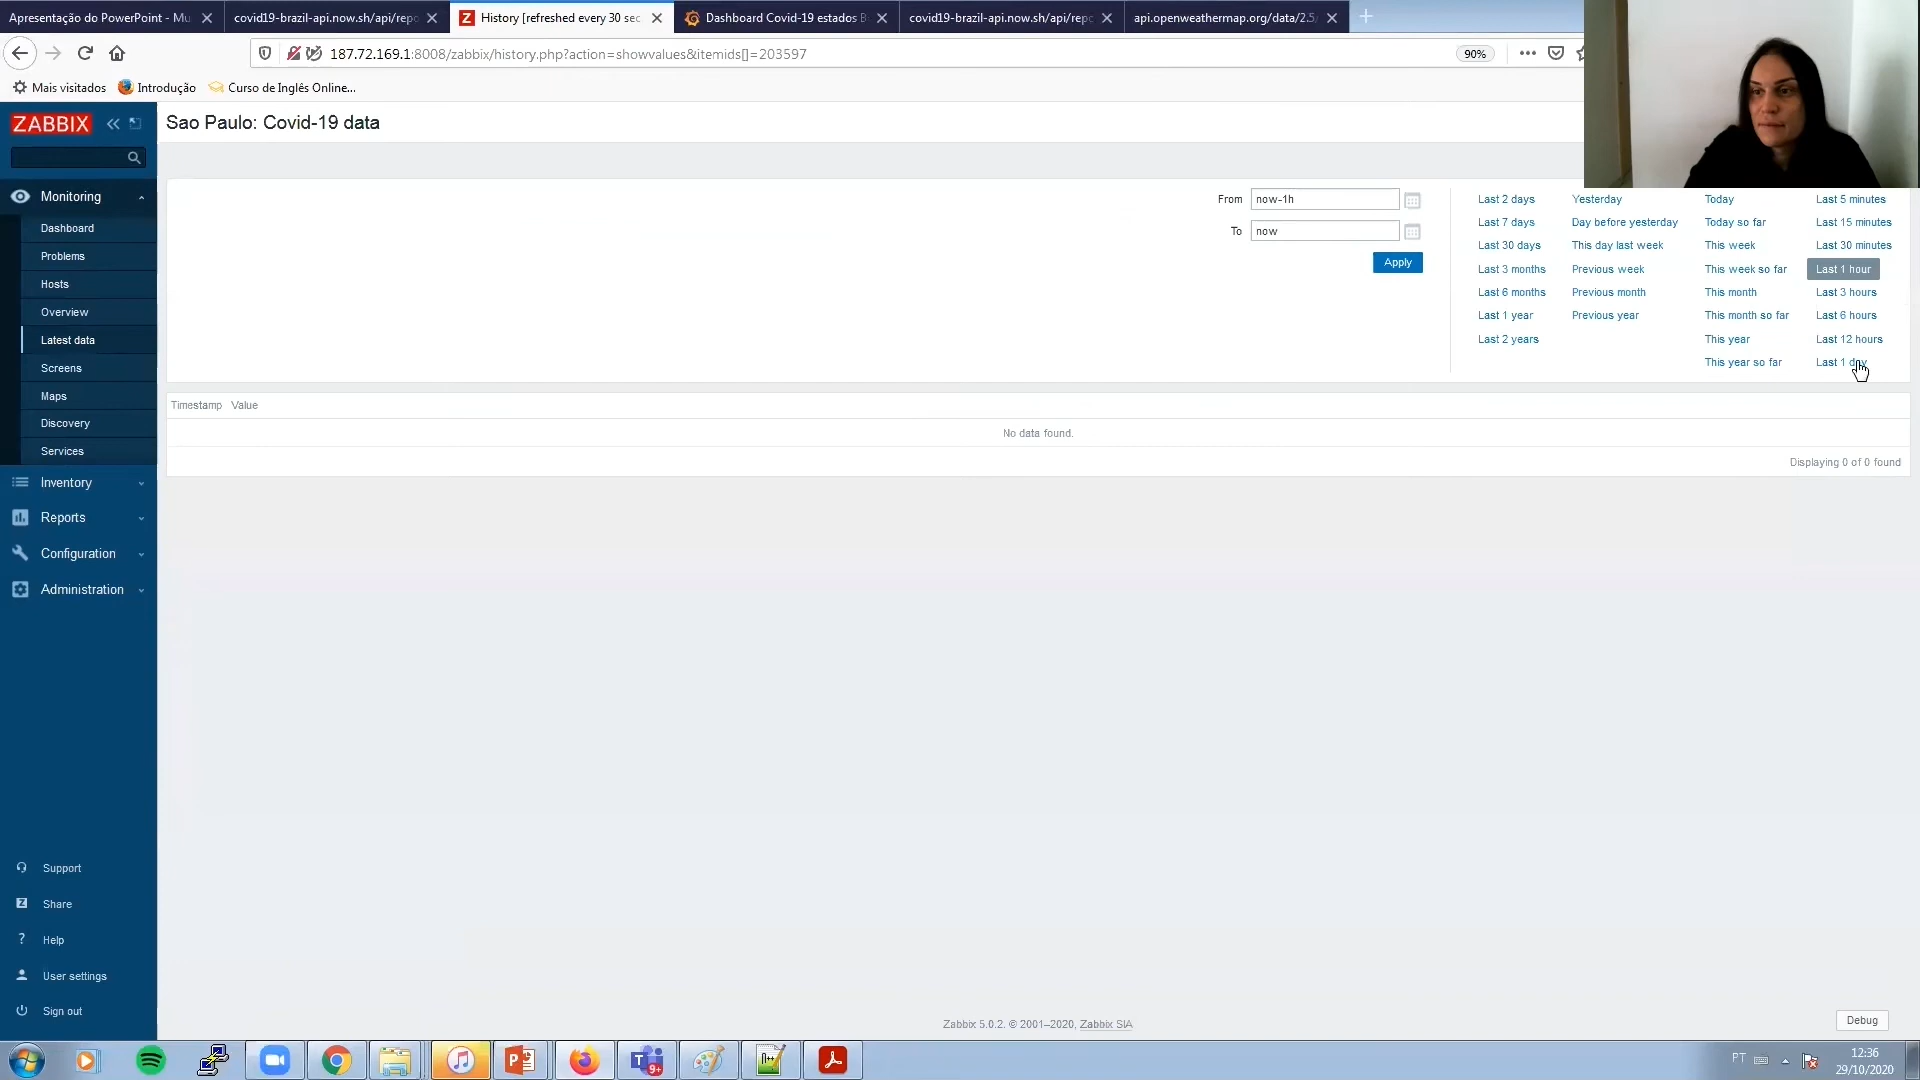 Apresentação do PowerPoint - Mu
covid19-brazil-api.now.sh/api/repo
Z History [refreshed every 30 sec
Dashboard Covid-19 estados B
covid19-brazil-api.now.sh/api/repo
api.openweathermap.org/data/2.5
187.72.169.1:8008/zabbix/history.php?action=showvalues&itemids[]=203597
90%
Mais visitados
Introdução
Curso de Inglês Online...
ZABBIX
Sao Paulo: Covid-19 data
Monitoring
Dashboard
Problems
Hosts
Overview
Latest data
Screens
Maps
Discovery
Services
Inventory
Reports
Configuration
Administration
Support
Z Share
? Help
User settings
Sign out
From now-1h
To now
Apply
Last 2 days Yesterday Today Last 5 minutes
Last 7 days Day before yesterday Today so far Last 15 minutes
Last 30 days This day last week This week Last 30 minutes
Last 3 months Previous week This week so far Last 1 hour
Last 6 months Previous month This month Last 3 hours
Last 1 year Previous year This month so far Last 6 hours
Last 2 years This year Last 12 hours
This year so far Last 1 day
Timestamp Value
No data found.
Displaying 0 of 0 found
Zabbix 5.0.2. © 2001–2020, Zabbix SIA
Debug
9+
PT
12:36
29/10/2020